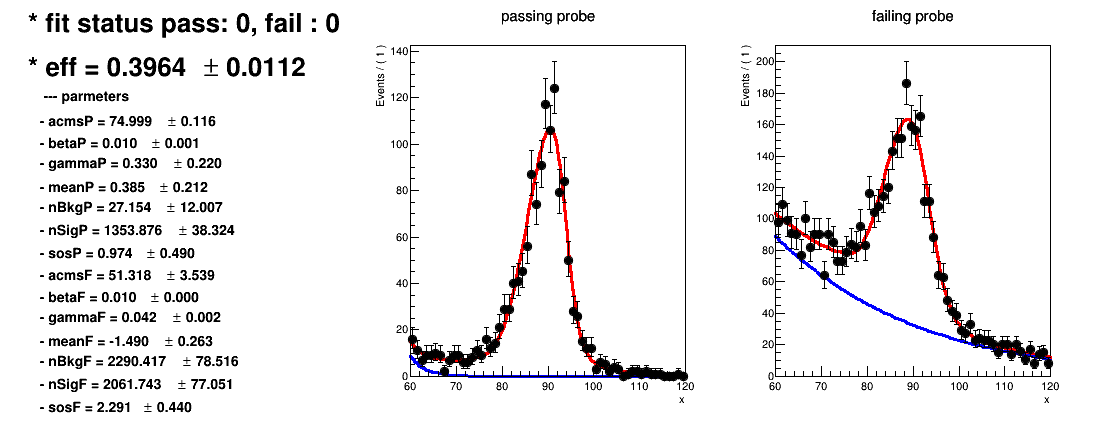 * fit status pass: 0, fail : 0
* eff = 0.3964 ± 0.0112
--- parmeters
- acmsP = 74.999 ± 0.116
- betaP = 0.010 ± 0.001
- gammaP = 0.330 ± 0.220
- meanP = 0.385 ± 0.212
- nBkgP = 27.154 ± 12.007
- nSigP = 1353.876 ± 38.324
- sosP = 0.974 ± 0.490
- acmsF = 51.318 ± 3.539
- betaF = 0.010 ± 0.000
- gammaF = 0.042 ± 0.002
- meanF = -1.490 ± 0.263
- nBkgF = 2290.417 ± 78.516
- nSigF = 2061.743 ± 77.051
- sosF = 2.291 ± 0.440
passing probe
Events / ( 1 )
140
120
100
80
60
40
20
0
60 70 80 90 100 110 120
x
failing probe
Events / ( 1 )
200
180
160
140
120
100
80
60
40
20
0
60 70 80 90 100 110 120
x